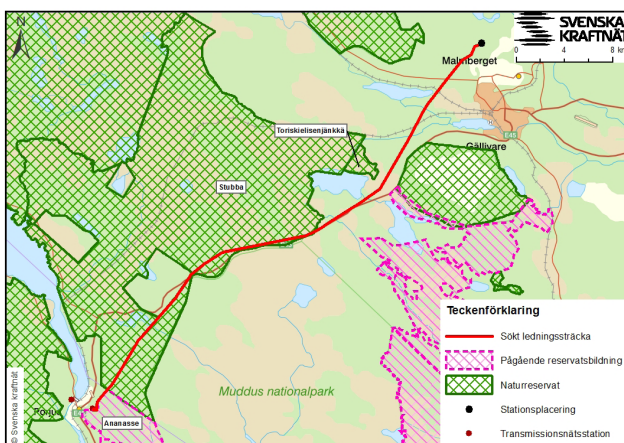 N
SVENSKA
KRAFTNÄT
0 4 8 km
Malmberget
Toriskielisenjänkkä
E45
Gällivare
Stubba
Teckenförklaring
Sökt ledningssträcka
Pågående reservatsbildning
Naturreservat
Stationsplacering
Transmissionsnätsstation
Muddus nationalpark
Porjus
Ananasse
© Svenska kraftnät